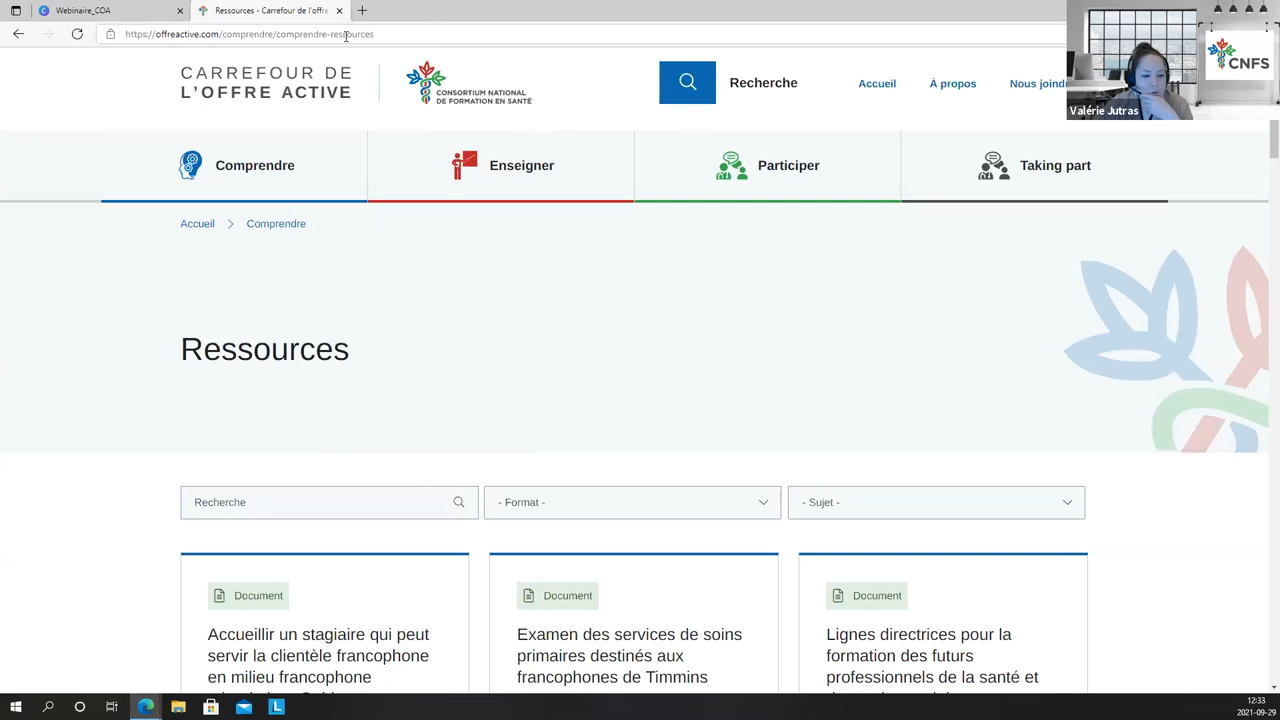 Webinaire_COA
Ressources - Carrefour de l'offre
https://offreactive.com/comprendre/comprendre-ressources
CARREFOUR DE
L'OFFRE ACTIVE
CONSORTIUM NATIONAL
DE FORMATION EN SANTÉ
Recherche
Accueil
À propos
Nous joind
CNFS
Valérie Jutras
Comprendre
Enseigner
Participer
Taking part
Accueil
Comprendre
Ressources
Recherche
- Format -
- Sujet -
Document
Accueillir un stagiaire qui peut
servir la clientèle francophone
en milieu francophone
Document
Examen des services de soins
primaires destinés aux
francophones de Timmins
Document
Lignes directrices pour la
formation des futurs
professionnels de la santé et
12:33
2021-09-29